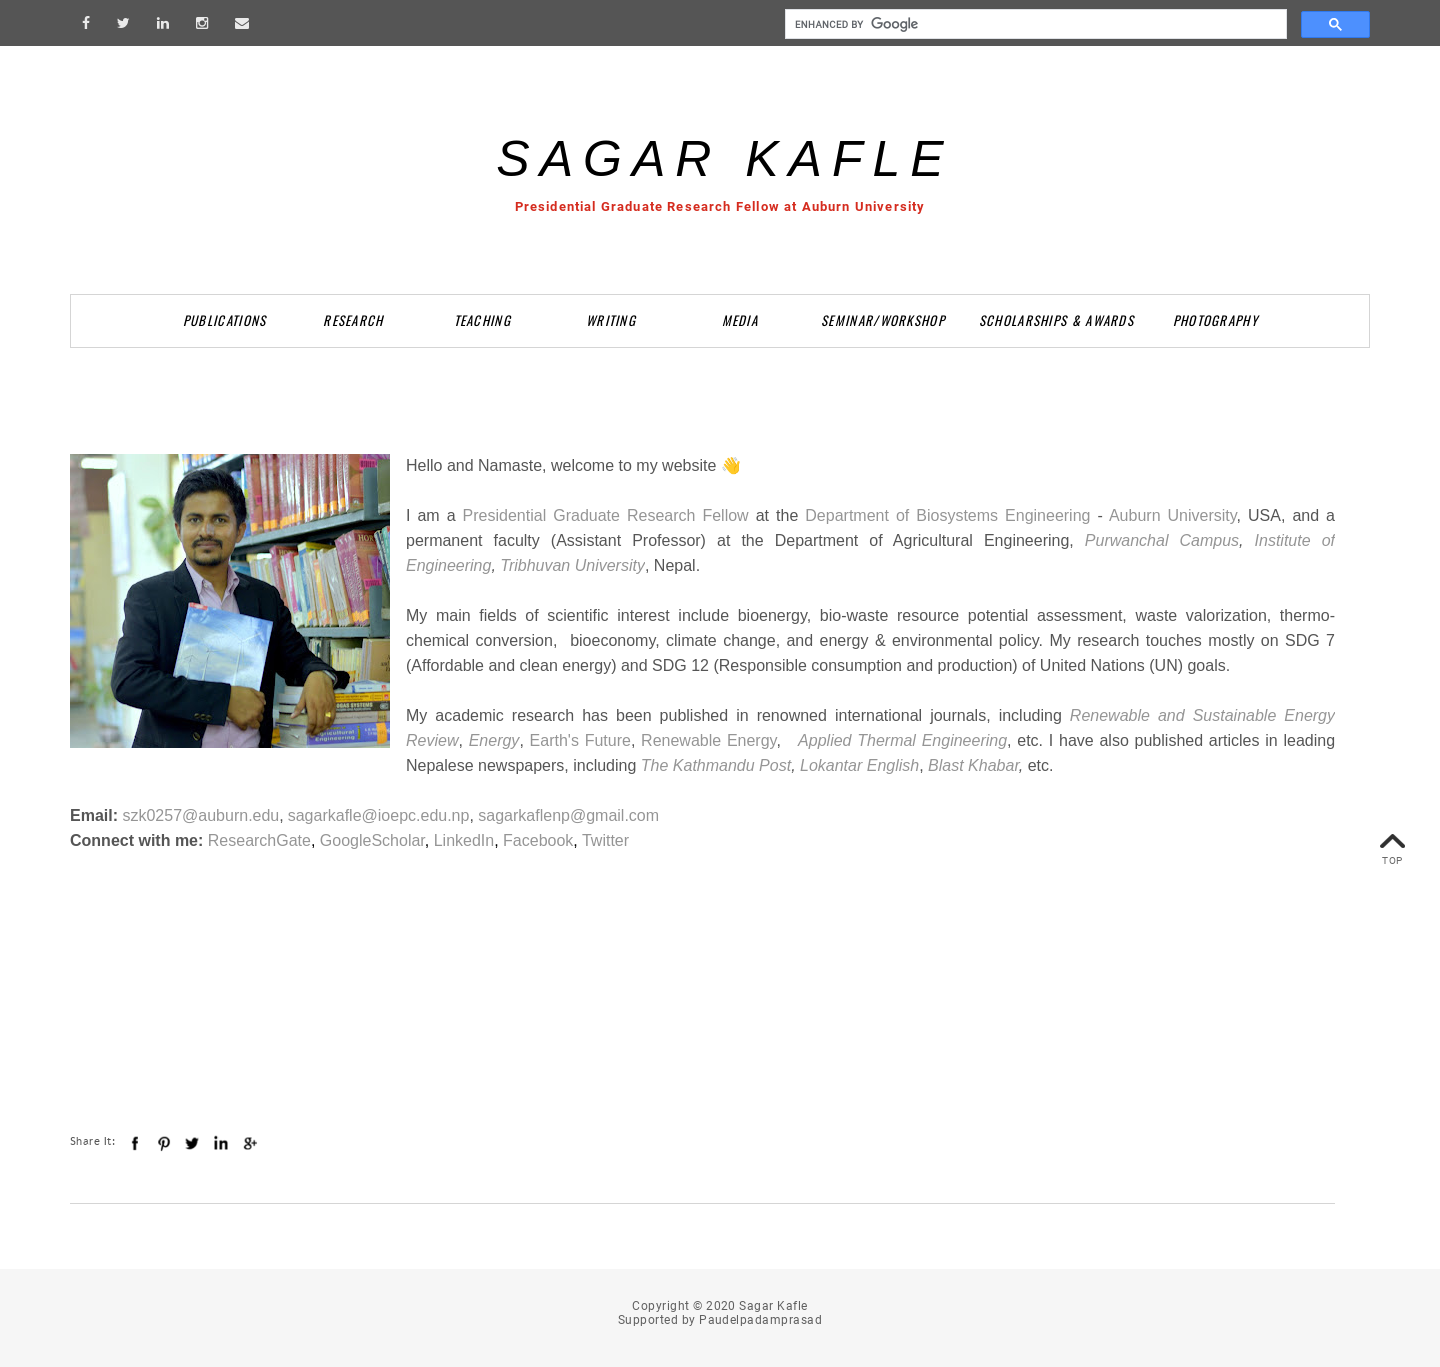 ENHANCED BY Google
SAGAR KAFLE
Presidential Graduate Research Fellow at Auburn University
PUBLICATIONS RESEARCH TEACHING WRITING MEDIA SEMINAR/WORKSHOP SCHOLARSHIPS & AWARDS PHOTOGRAPHY
Hello and Namaste, welcome to my website 👋
I am a Presidential Graduate Research Fellow at the Department of Biosystems Engineering - Auburn University, USA, and a
permanent faculty (Assistant Professor) at the Department of Agricultural Engineering, Purwanchal Campus, Institute of
Engineering, Tribhuvan University, Nepal.
My main fields of scientific interest include bioenergy, bio-waste resource potential assessment, waste valorization, thermo-
chemical conversion, bioeconomy, climate change, and energy & environmental policy. My research touches mostly on SDG 7
(Affordable and clean energy) and SDG 12 (Responsible consumption and production) of United Nations (UN) goals.
My academic research has been published in renowned international journals, including Renewable and Sustainable Energy
Review, Energy, Earth's Future, Renewable Energy, Applied Thermal Engineering, etc. I have also published articles in leading
Nepalese newspapers, including The Kathmandu Post, Lokantar English, Blast Khabar, etc.
Email: szk0257@auburn.edu, sagarkafle@ioepc.edu.np, sagarkaflenp@gmail.com
Connect with me: ResearchGate, GoogleScholar, LinkedIn, Facebook, Twitter
TOP
Share It:
Copyright © 2020 Sagar Kafle
Supported by Paudelpadamprasad